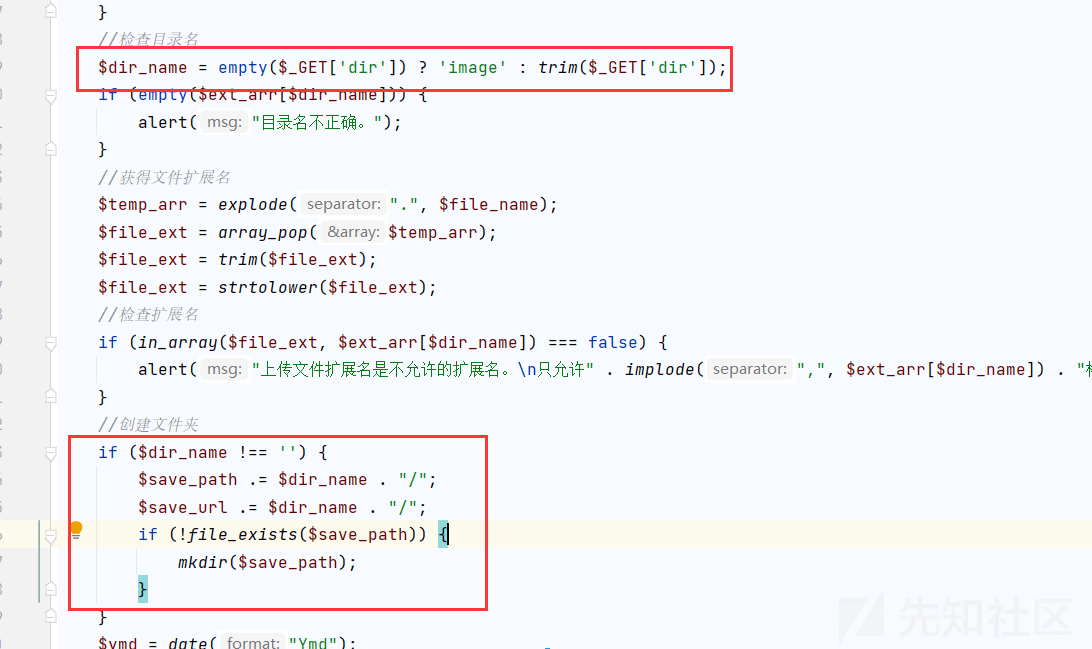 }
//检查目录名
$dir_name = empty($_GET['dir']) ? 'image' : trim($_GET['dir']);
if (empty($ext_arr[$dir_name])) {
alert( msg: "目录名不正确。");
}
//获得文件扩展名
$temp_arr = explode( separator: ".", $file_name);
$file_ext = array_pop( &array: $temp_arr);
$file_ext = trim($file_ext);
$file_ext = strtolower($file_ext);
//检查扩展名
if (in_array($file_ext, $ext_arr[$dir_name]) === false) {
alert( msg: "上传文件扩展名是不允许的扩展名。\n只允许" . implode( separator: ",", $ext_arr[$dir_name]) . "
}
//创建文件夹
if ($dir_name !== '') {
$save_path .= $dir_name . "/";
$save_url .= $dir_name . "/";
if (!file_exists($save_path)) {
mkdir($save_path);
}
}
$ymd = date( format: "Ymd");
先知社区